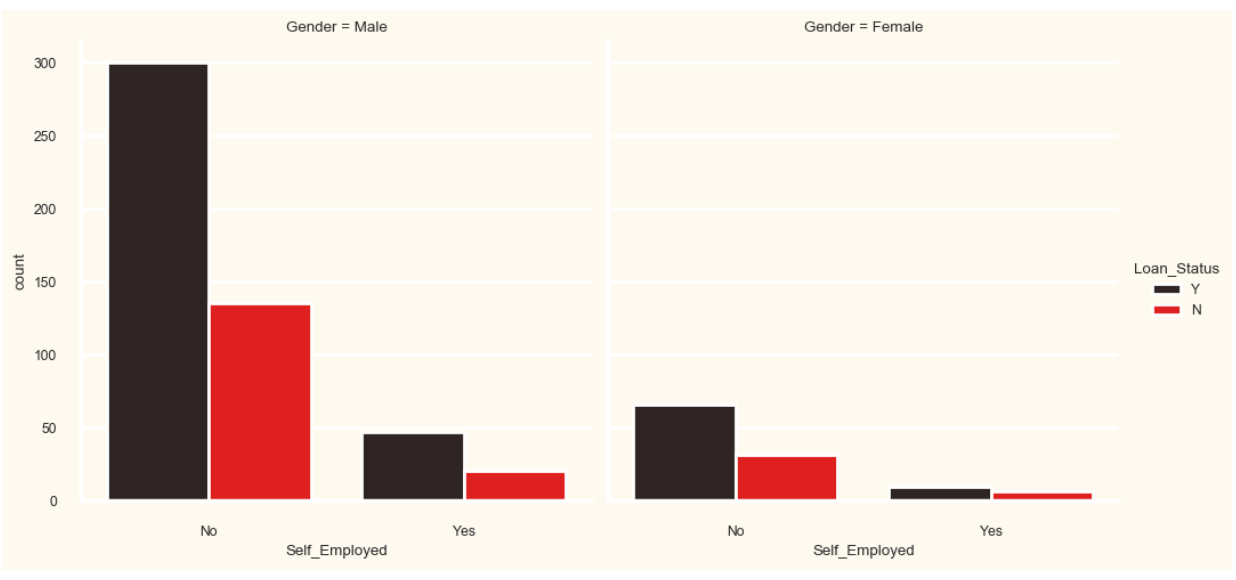 Gender = Male
Gender = Female
300
250
200
150
100
50
0
count
No
Yes
Self_Employed
No
Yes
Self_Employed
Loan_Status
Y
N